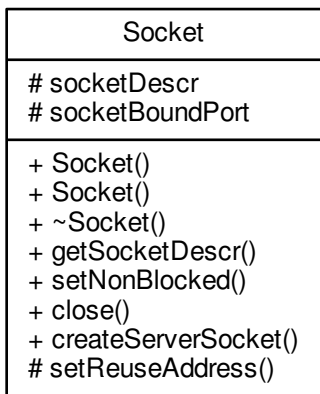 Socket
# socketDescr
# socketBoundPort
+ Socket()
+ Socket()
+ ~Socket()
+ getSocketDescr()
+ setNonBlocked()
+ close()
+ createServerSocket()
# setReuseAddress()